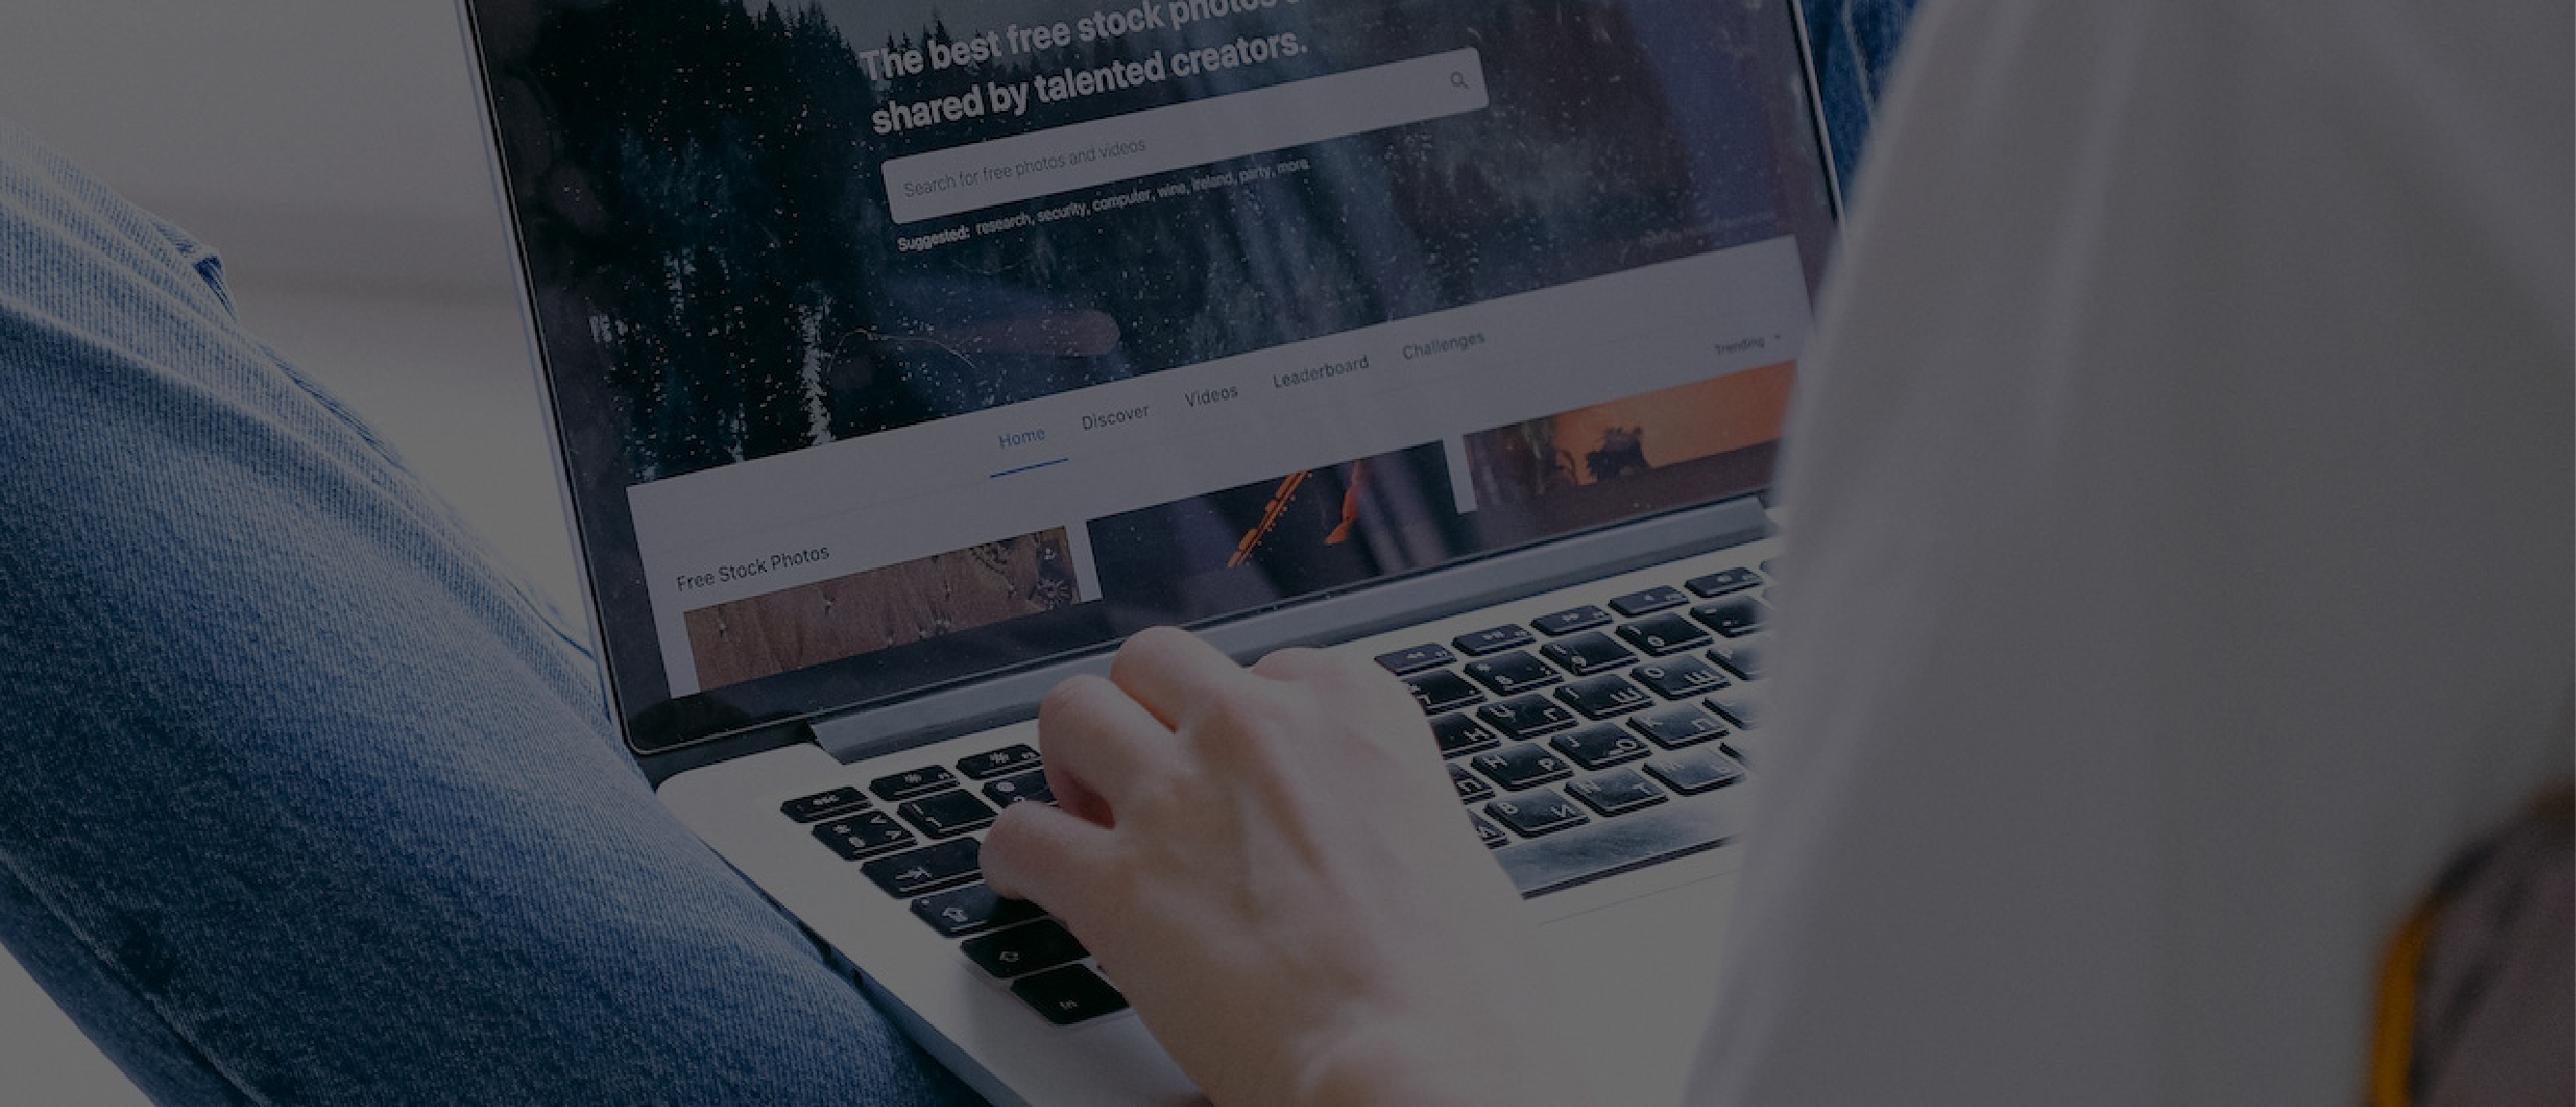 The best free stock photos
shared by talented creators.
Search for free photos and videos
Suggested: research, security, computer, wine, ireland, party, more
Home Discover Videos Leaderboard Challenges
Trending
Free Stock Photos
esc